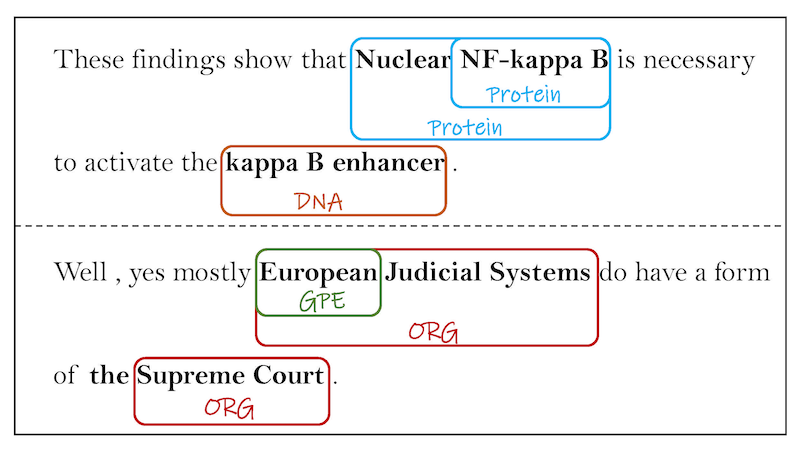 These findings show that Nuclear NF-kappa B is necessary
Protein
Protein
to activate the kappa B enhancer .
DNA
Well , yes mostly European Judicial Systems do have a form
GPE
ORG
of the Supreme Court .
ORG